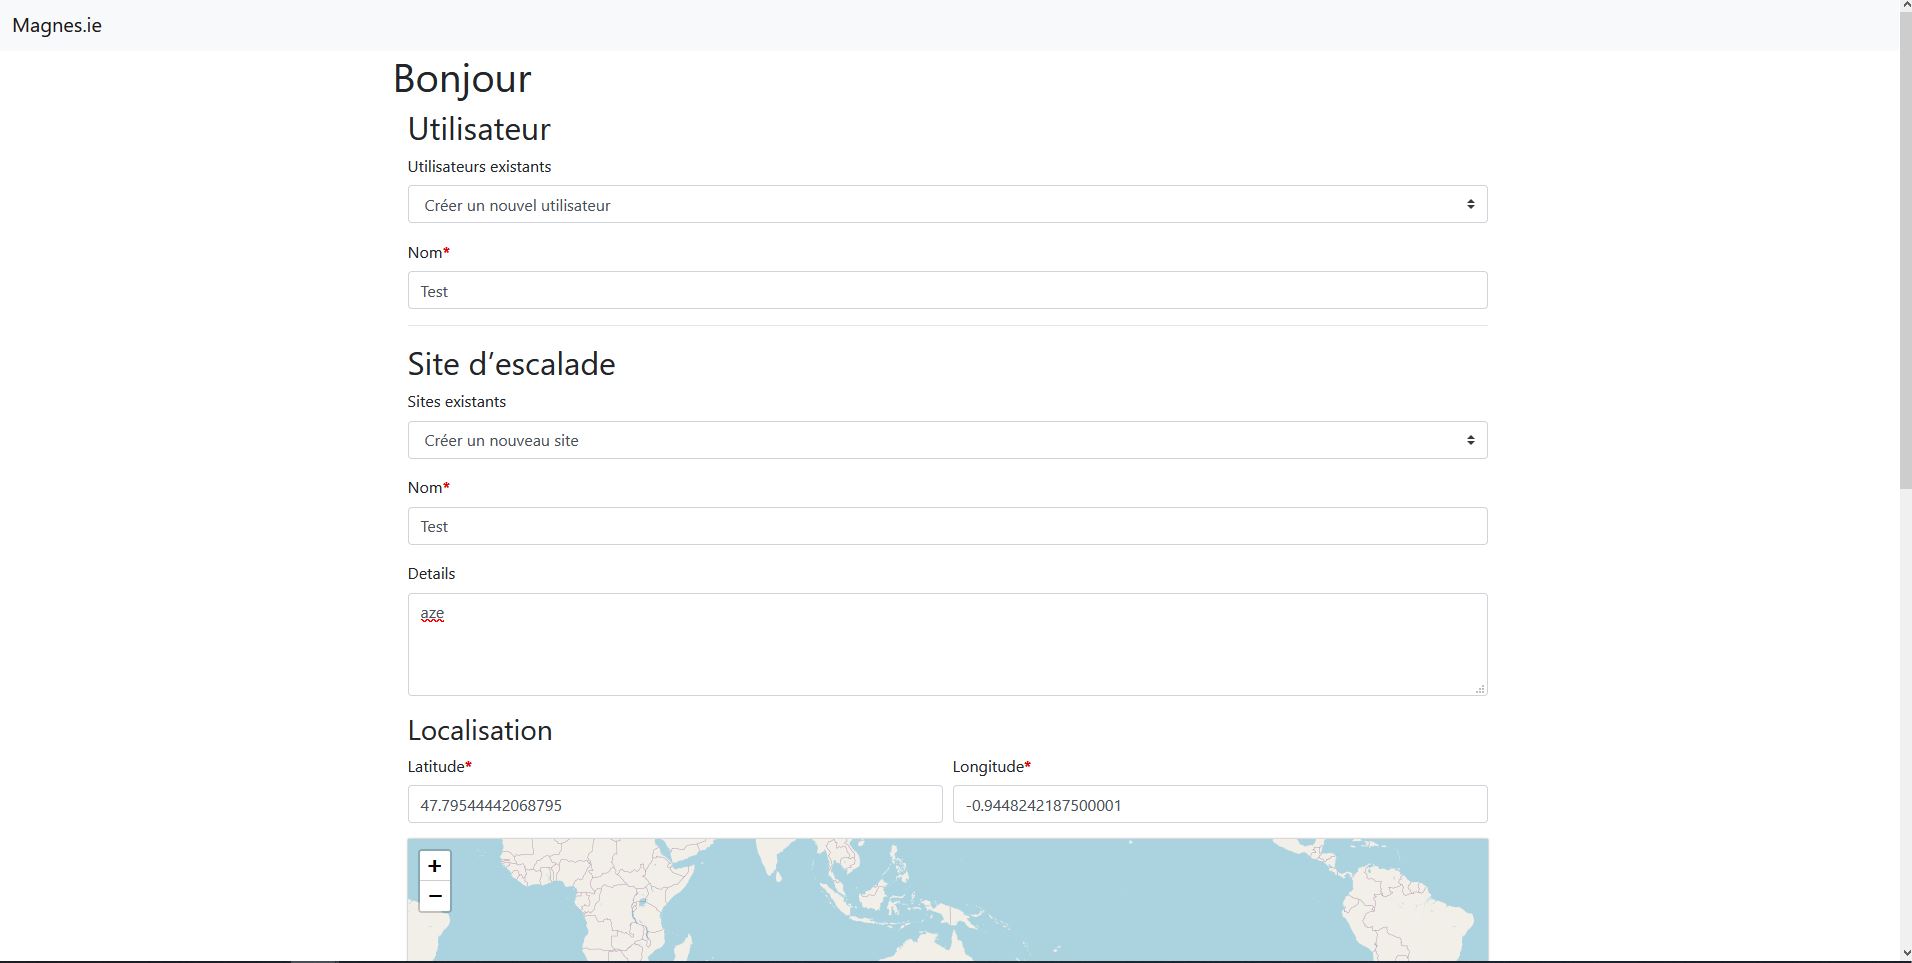 Magnes.ie
Bonjour
Utilisateur
Utilisateurs existants
Créer un nouvel utilisateur
Nom*
Test
Site d’escalade
Sites existants
Créer un nouveau site
Nom*
Test
Details
aze
Localisation
Latitude* Longitude*
47.79544442068795 -0.9448242187500001
+
−